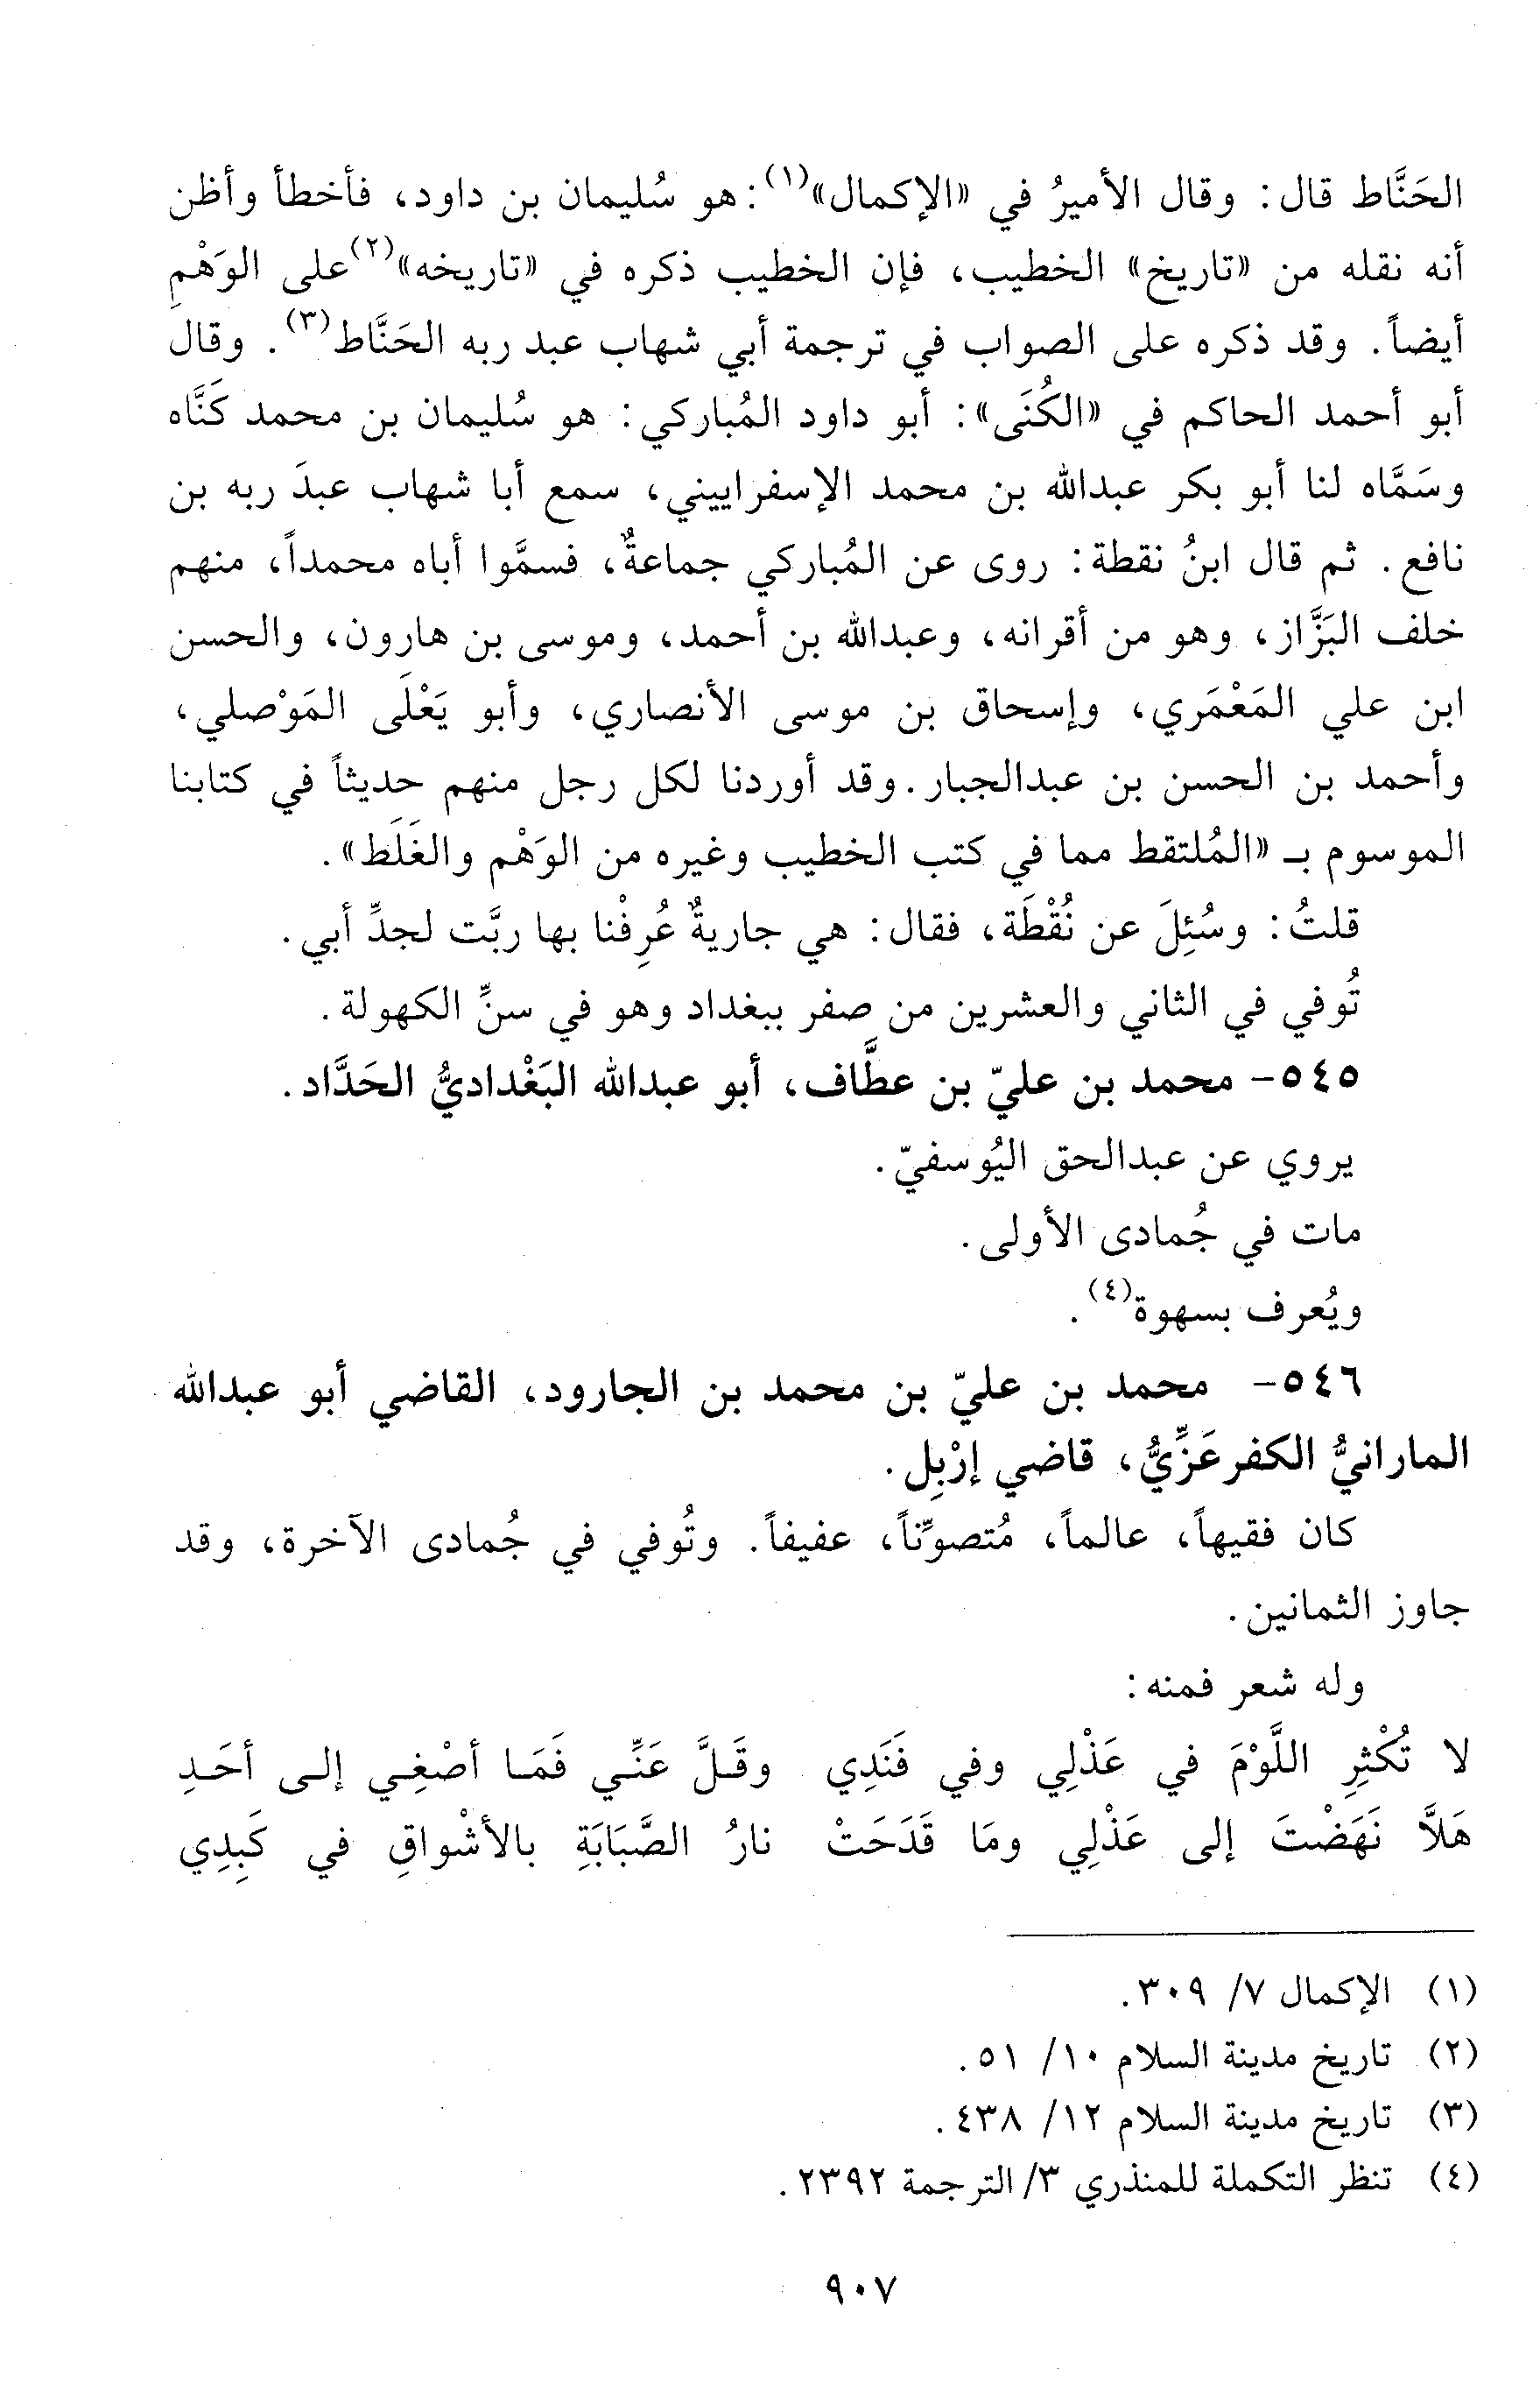 الحَنَّاط قال: وقال الأميرُ في «الإكمال»(١): هو سُليمان بن داود، فأخطأ وأظن
أنه نقله من «تاريخ» الخطيب، فإن الخطيب ذكره في «تاريخه»(٢) على الوَهْمِ
أيضاً. وقد ذكره على الصواب في ترجمة أبي شهاب عبد ربه الحَنَّاط(٣). وقال
أبو أحمد الحاكم في «الكُنَى»: أبو داود المُباركي: هو سُليمان بن محمد كَنَّاه
وسَمَّاه لنا أبو بكر عبدالله بن محمد الإسفراييني، سمع أبا شهاب عبدَ ربه بن
نافع. ثم قال ابنُ نقطة: روى عن المُباركي جماعةٌ، فسمَّوا أباه محمداً، منهم
خلف البَزَّاز، وهو من أقرانه، وعبدالله بن أحمد، وموسى بن هارون، والحسن
ابن علي المَعْمَري، وإسحاق بن موسى الأنصاري، وأبو يَعْلَى المَوْصلي،
وأحمد بن الحسن بن عبدالجبار. وقد أوردنا لكل رجل منهم حديثاً في كتابنا
الموسوم بـ «المُلتقط مما في كتب الخطيب وغيره من الوَهْم والغَلَط».
قلتُ: وسُئِلَ عن نُقْطَة، فقال: هي جاريةٌ عُرِفْنا بها ربَّت لجدِّ أبي.
تُوفي في الثاني والعشرين من صفر ببغداد وهو في سنِّ الكهولة.
٥٤٥- محمد بن عليّ بن عطَّاف، أبو عبدالله البَغْداديُّ الحَدَّاد.
يروي عن عبدالحق اليُوسفيّ.
مات في جُمادى الأولى.
ويُعرف بسهوة(٤).
٥٤٦- محمد بن عليّ بن محمد بن الجارود، القاضي أبو عبدالله
المارانيُّ الكفرعَزِّيُّ، قاضي إرْبِل.
كان فقيهاً، عالماً، مُتصوِّناً، عفيفاً. وتُوفي في جُمادى الآخرة، وقد
جاوز الثمانين.
وله شعر فمنه:
لا تُكْثِرِ اللَّوْمَ في عَذْلِي وفي فَنَدِي وقَلَّ عَنِّي فَمَا أصْغِي إلى أحَدِ
هَلاَّ نَهَضْتَ إلى عَذْلِي ومَا قَدَحَتْ نارُ الصَّبَابَةِ بالأشْواقِ في كَبِدِي
(١) الإكمال ٧/ ٣٠٩.
(٢) تاريخ مدينة السلام ١٠/ ٥١.
(٣) تاريخ مدينة السلام ١٢/ ٤٣٨.
(٤) تنظر التكملة للمنذري ٣/ الترجمة ٢٣٩٢.
٩٠٧